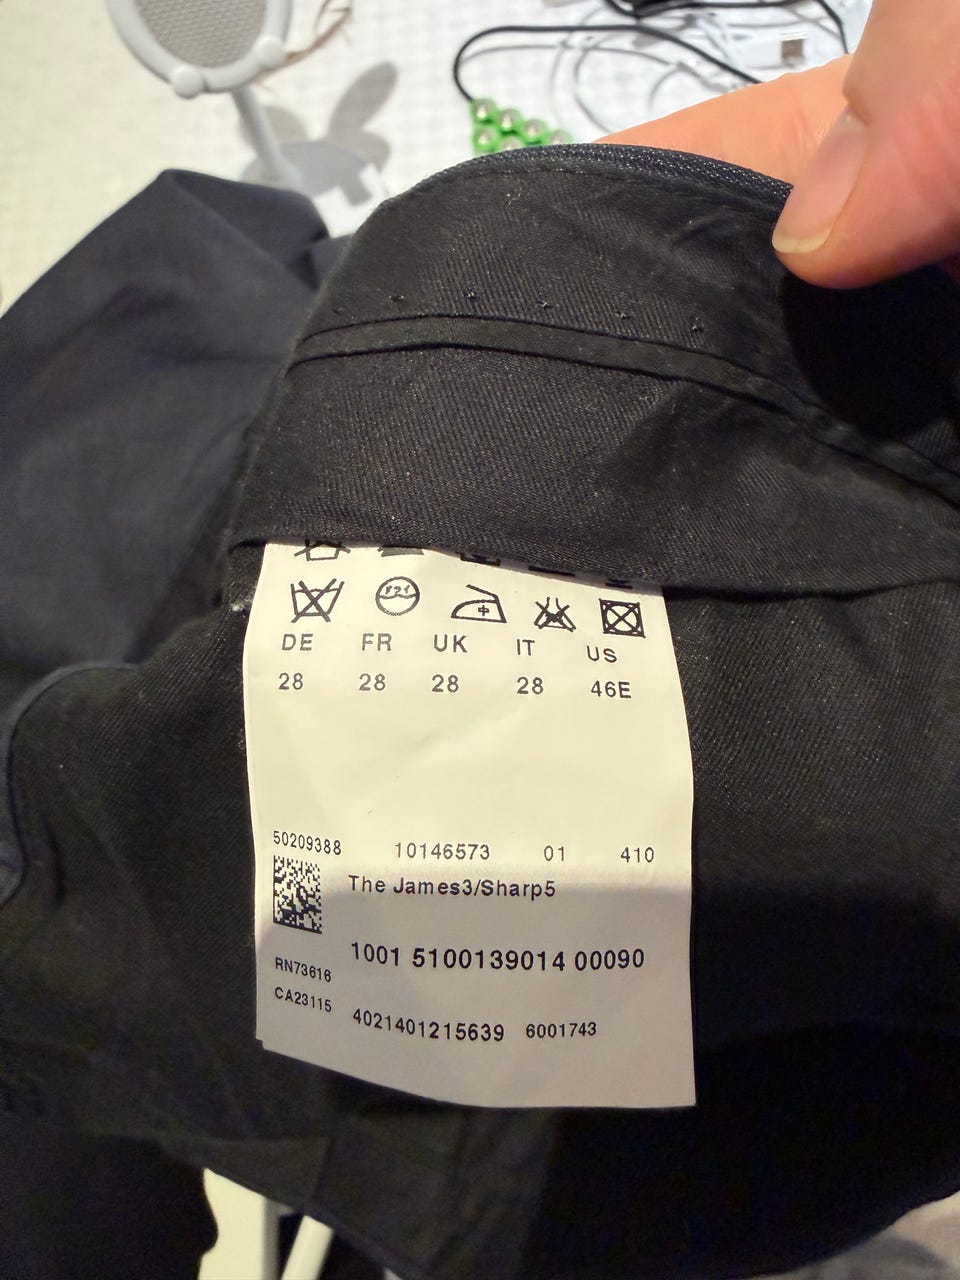 DE FR UK IT US
28 28 28 28 46E
50209388 10146573 01 410
The James3/Sharp5
1001 5100139014 00090
RN73616
CA23115
4021401215639 6001743